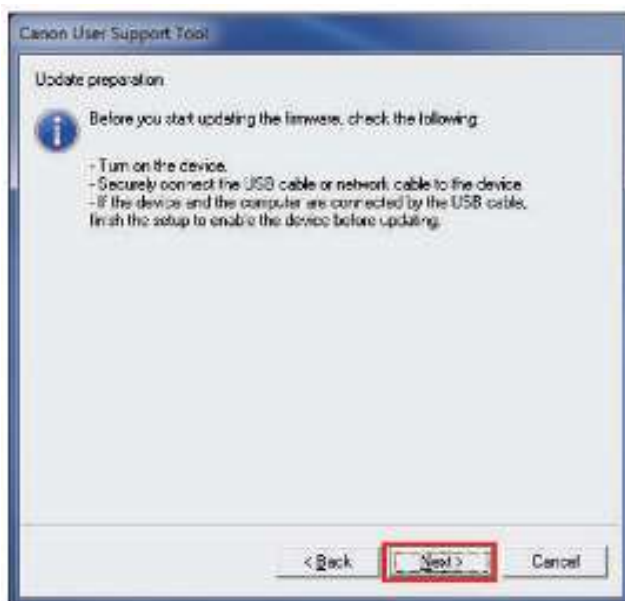 Canon User Support Tool
Update preparation
Before you start updating the firmware, check the following:
- Turn on the device.
- Securely connect the USB cable or network cable to the device.
- If the device and the computer are connected by the USB cable,
finish the setup to enable the device before updating.
< Back
Next >
Cancel